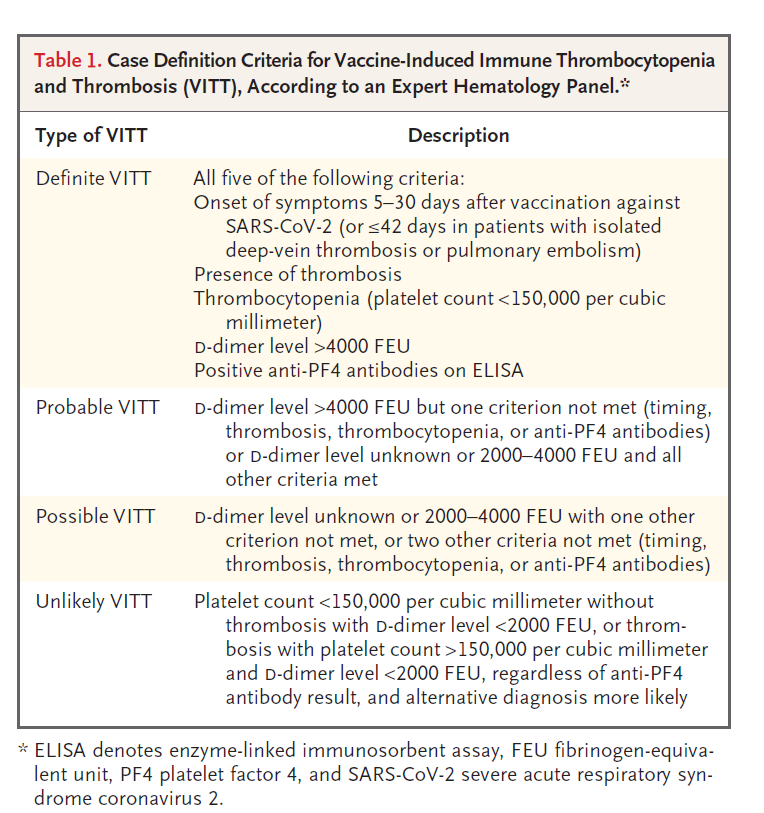 Table 1. Case Definition Criteria for Vaccine-Induced Immune Thrombocytopenia
and Thrombosis (VITT), According to an Expert Hematology Panel.*
Type of VITT Description
Definite VITT All five of the following criteria:
Onset of symptoms 5–30 days after vaccination against
SARS-CoV-2 (or ≤42 days in patients with isolated
deep-vein thrombosis or pulmonary embolism)
Presence of thrombosis
Thrombocytopenia (platelet count <150,000 per cubic
millimeter)
D-dimer level >4000 FEU
Positive anti-PF4 antibodies on ELISA
Probable VITT D-dimer level >4000 FEU but one criterion not met (timing,
thrombosis, thrombocytopenia, or anti-PF4 antibodies)
or D-dimer level unknown or 2000–4000 FEU and all
other criteria met
Possible VITT D-dimer level unknown or 2000–4000 FEU with one other
criterion not met, or two other criteria not met (timing,
thrombosis, thrombocytopenia, or anti-PF4 antibodies)
Unlikely VITT Platelet count <150,000 per cubic millimeter without
thrombosis with D-dimer level <2000 FEU, or throm-
bosis with platelet count >150,000 per cubic millimeter
and D-dimer level <2000 FEU, regardless of anti-PF4
antibody result, and alternative diagnosis more likely
* ELISA denotes enzyme-linked immunosorbent assay, FEU fibrinogen-equiva-
lent unit, PF4 platelet factor 4, and SARS-CoV-2 severe acute respiratory syn-
drome coronavirus 2.